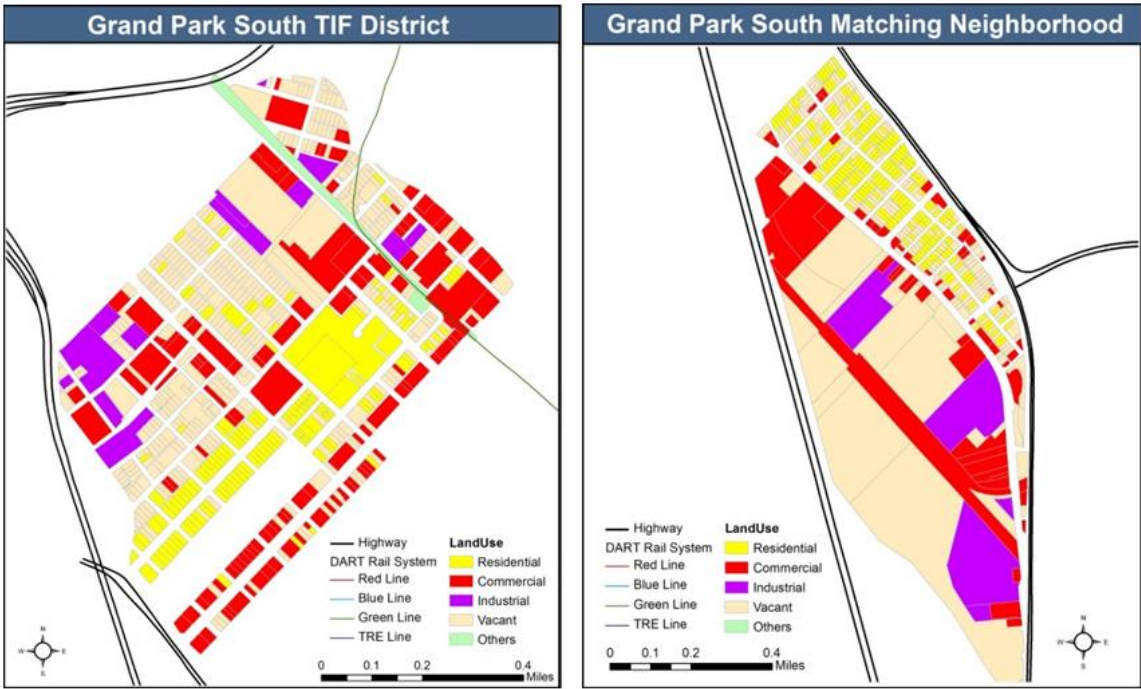 Grand Park South TIF District
Highway
DART Rail System
Red Line
Blue Line
Green Line
TRE Line
LandUse
Residential
Commercial
Industrial
Vacant
Others
N
W E
S
0 0.1 0.2 0.4
Miles
Grand Park South Matching Neighborhood
Highway
DART Rail System
Red Line
Blue Line
Green Line
TRE Line
LandUse
Residential
Commercial
Industrial
Vacant
Others
0 0.1 0.2 0.4
Miles
N
W E
S